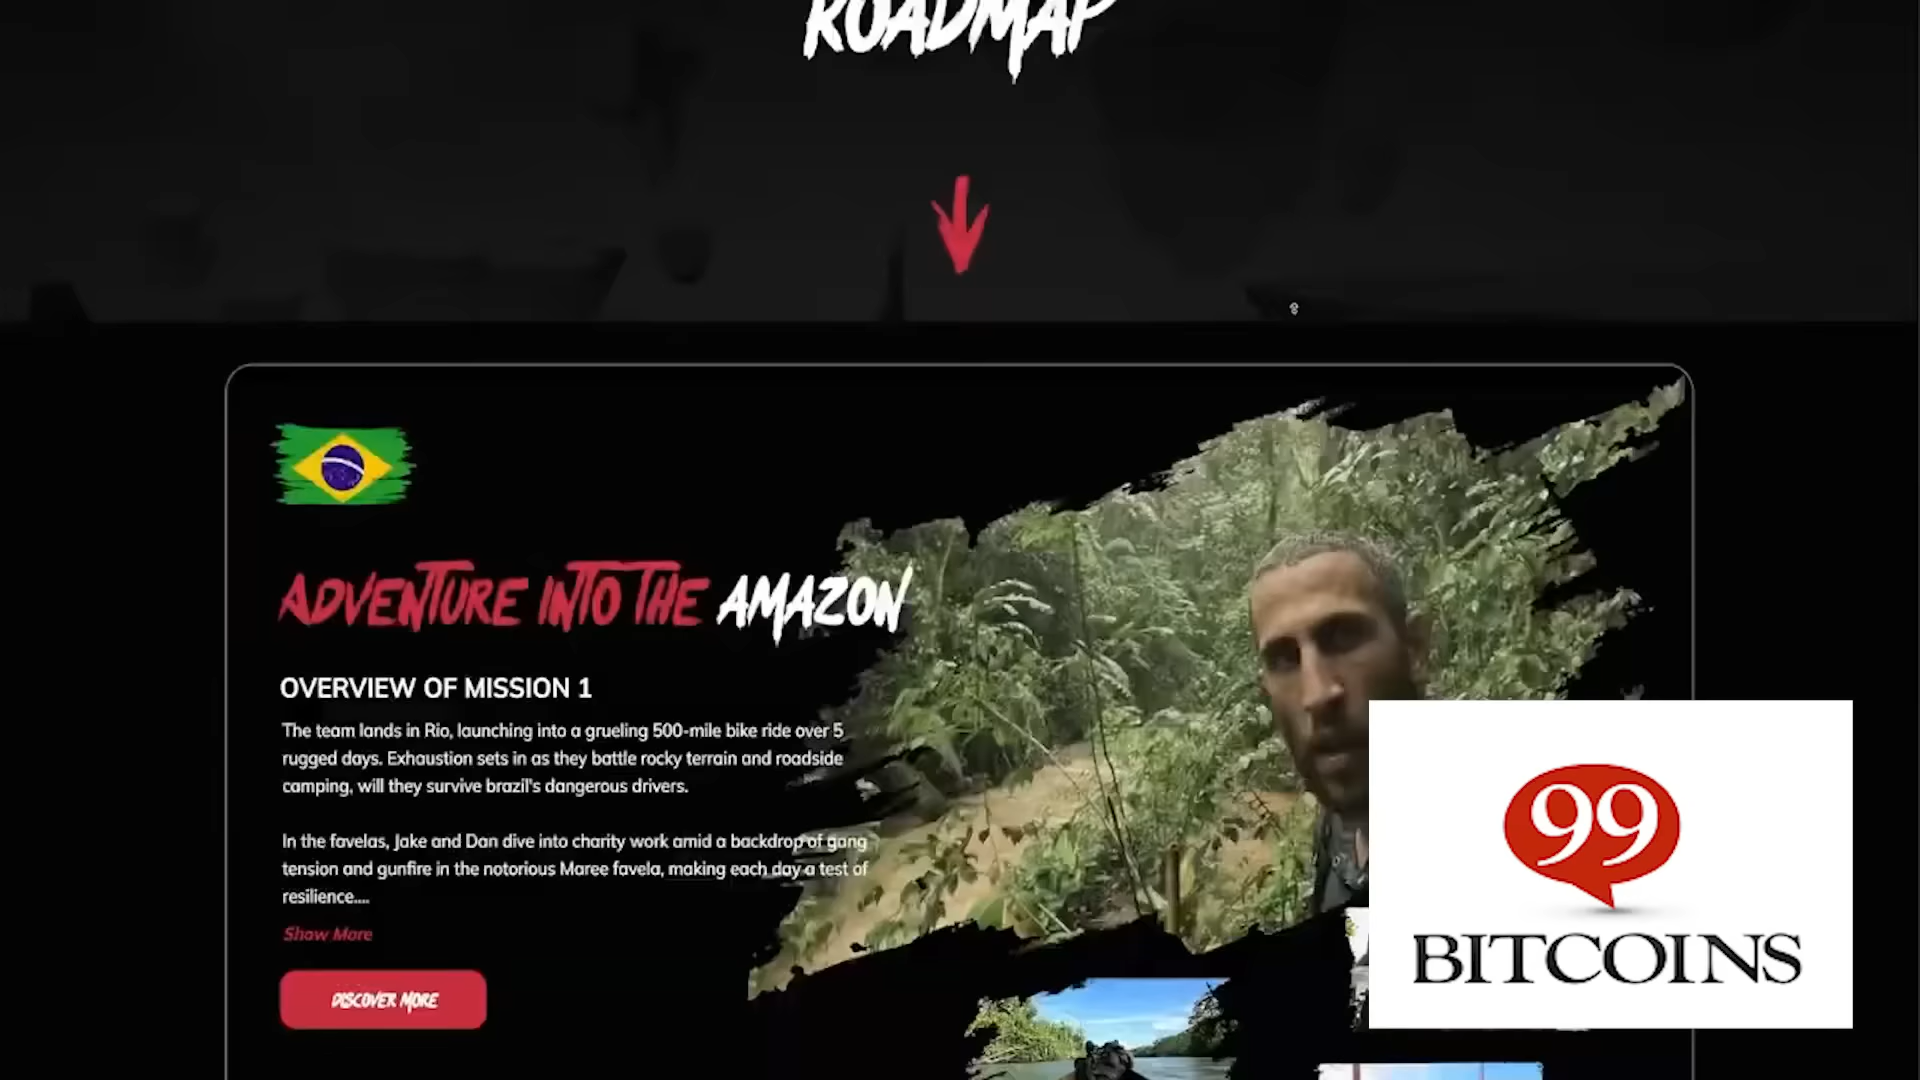 ROADMAP
ADVENTURE INTO THE AMAZON
OVERVIEW OF MISSION 1
The team lands in Rio, launching into a grueling 500-mile bike ride over 5
rugged days. Exhaustion sets in as they battle rocky terrain and roadside
camping, will they survive brazil's dangerous drivers.
In the favelas, Jake and Dan dive into charity work amid a backdrop of gang
tension and gunfire in the notorious Maree favela, making each day a test of
resilience....
Show More
DISCOVER MORE
99
BITCOINS